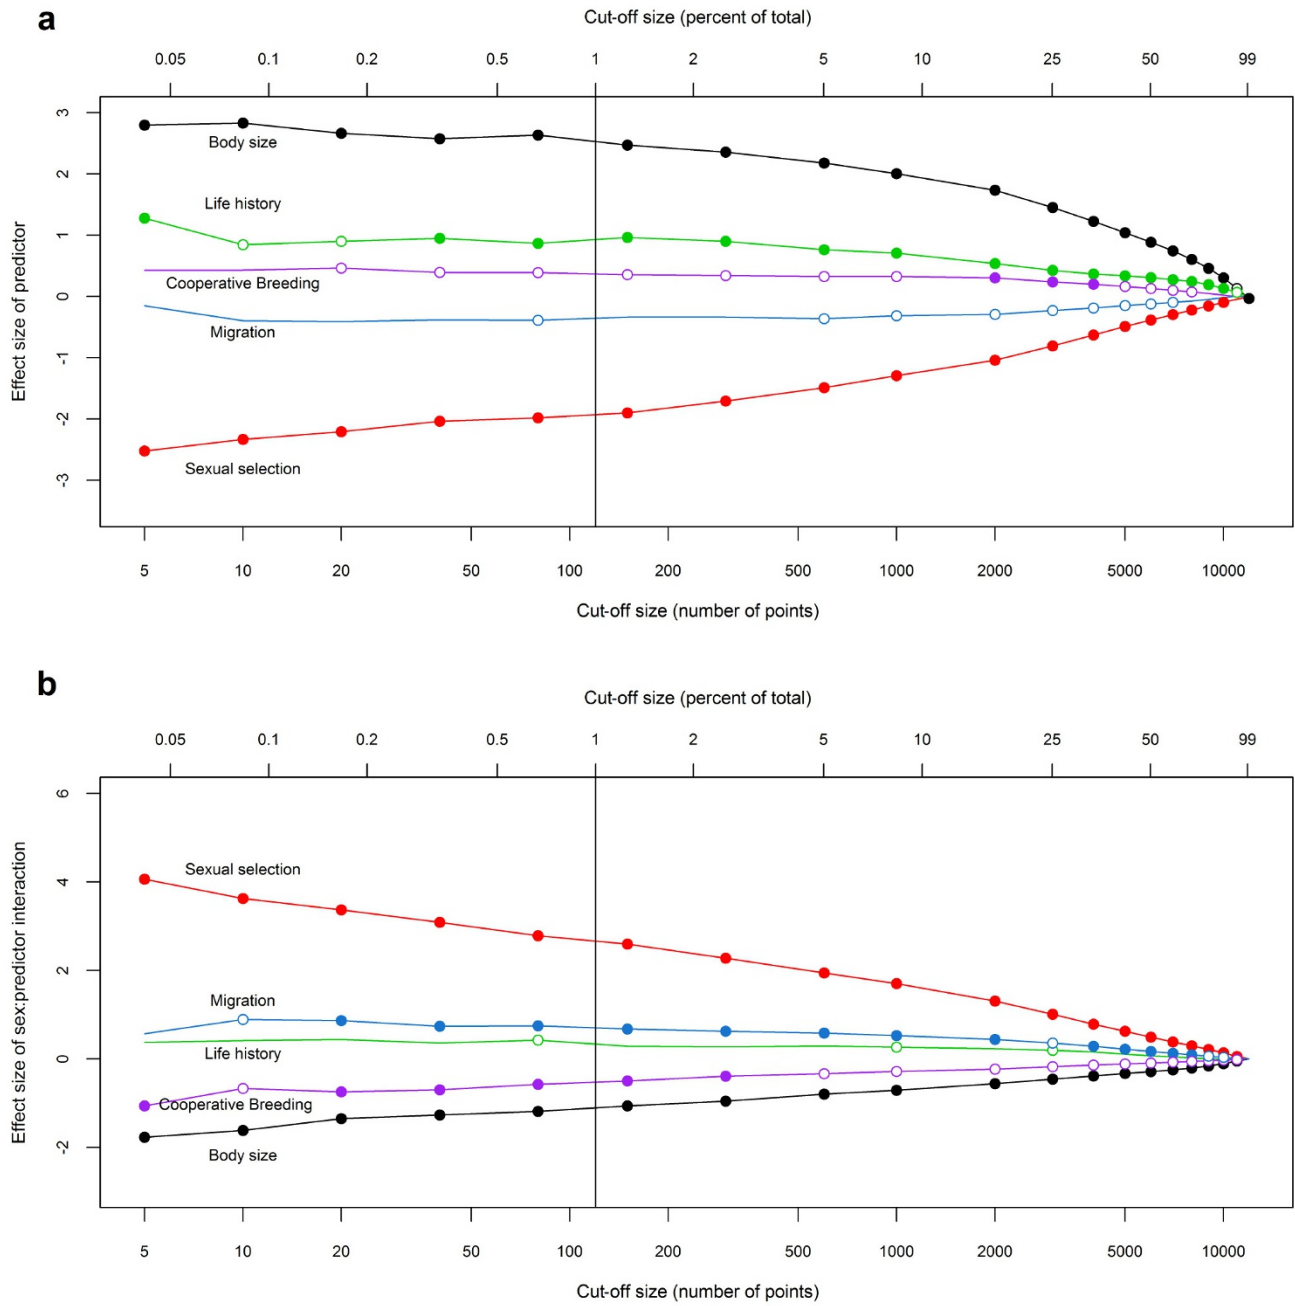 a
Cut-off size (percent of total)
0.05 0.1 0.2 0.5 1 2 5 10 25 50 99
3
2
1
0
-1
-2
-3
Effect size of predictor
Body size
Life history
Cooperative Breeding
Migration
Sexual selection
5 10 20 50 100 200 500 1000 2000 5000 10000
Cut-off size (number of points)
b
Cut-off size (percent of total)
0.05 0.1 0.2 0.5 1 2 5 10 25 50 99
6
4
2
0
-2
Effect size of sex:predictor interaction
Sexual selection
Migration
Life history
Cooperative Breeding
Body size
5 10 20 50 100 200 500 1000 2000 5000 10000
Cut-off size (number of points)